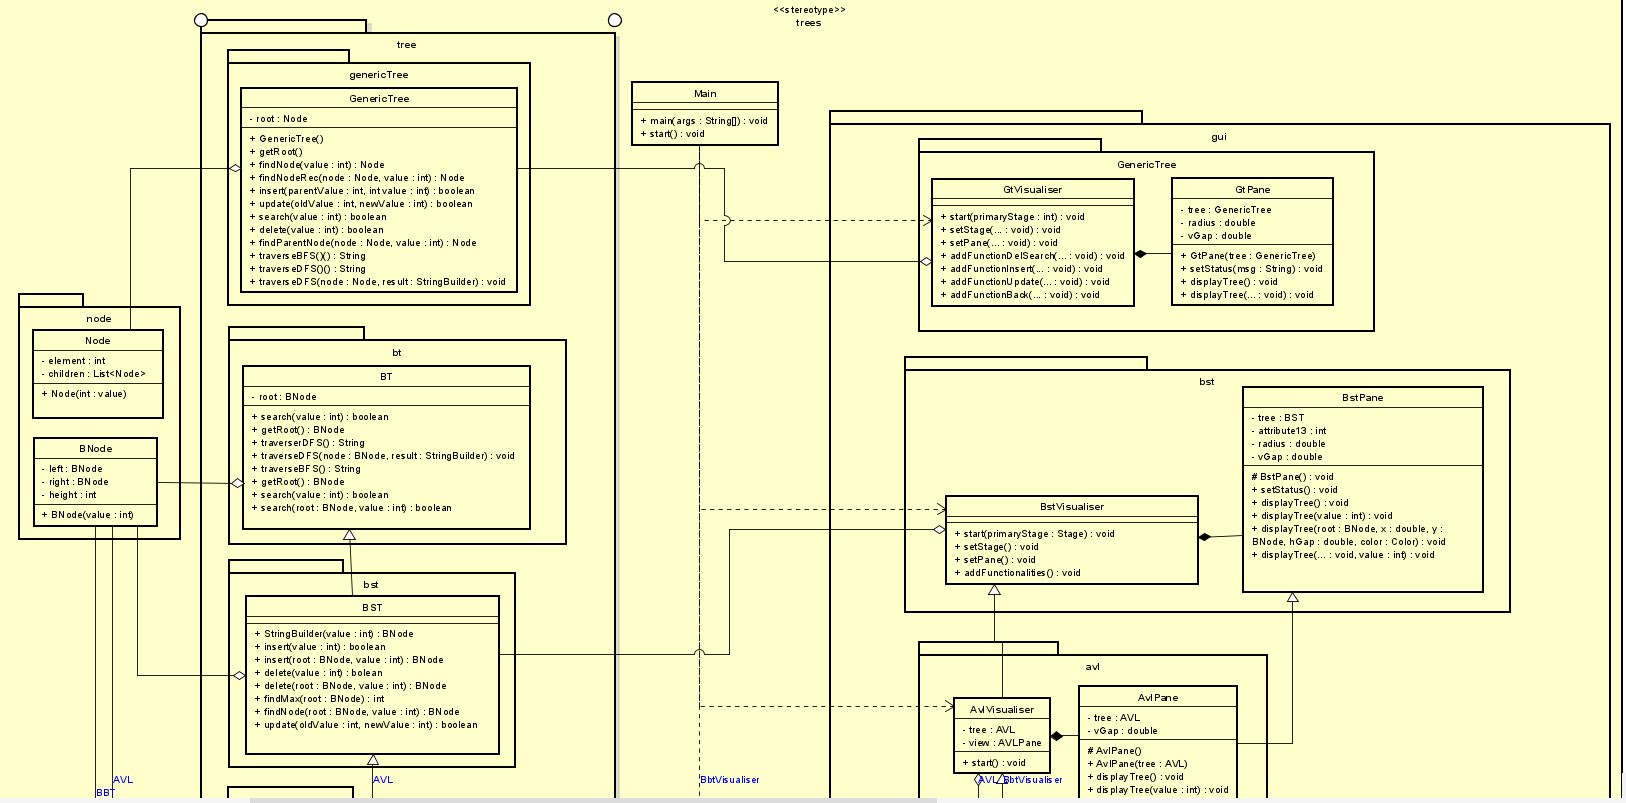 <<stereotype>>
trees
tree
genericTree
GenericTree
- root : Node
+ GenericTree()
+ getRoot()
+ findNode(value : int) : Node
+ findNodeRec(node : Node, value : int) : Node
+ insert(parentValue : int, int value : int) : boolean
+ update(oldValue : int, newValue : int) : boolean
+ search(value : int) : boolean
+ delete(value : int) : boolean
+ findParentNode(node : Node, value : int) : Node
+ traverseBFS()() : String
+ traverseDFS()() : String
+ traverseDFS(node : Node, result : StringBuilder) : void
Main
+ main(args : String[]) : void
+ start() : void
gui
GenericTree
GtVisualiser
+ start(primaryStage : int) : void
+ setStage(... : void) : void
+ setPane(... : void) : void
+ addFunctionDelSearch(... : void) : void
+ addFunctionInsert(... : void) : void
+ addFunctionUpdate(... : void) : void
+ addFunctionBack(... : void) : void
GtPane
- tree : GenericTree
- radius : double
- vGap : double
+ GtPane(tree : GenericTree)
+ setStatus(msg : String) : void
+ displayTree() : void
+ displayTree(... : void) : void
node
Node
- element : int
- children : List<Node>
+ Node(int : value)
BNode
- left : BNode
- right : BNode
- height : int
+ BNode(value : int)
bt
BT
- root : BNode
+ search(value : int) : boolean
+ getRoot() : BNode
+ traverserDFS() : String
+ traverseDFS(node : BNode, result : StringBuilder) : void
+ traverseBFS() : String
+ getRoot() : BNode
+ search(value : int) : boolean
+ search(root : BNode, value : int) : boolean
bst
BST
+ StringBuilder(value : int) : BNode
+ insert(value : int) : boolean
+ insert(root : BNode, value : int) : BNode
+ delete(value : int) : bolean
+ delete(root : BNode, value : int) : BNode
+ findMax(root : BNode) : int
+ findNode(root : BNode, value : int) : BNode
+ update(oldValue : int, newValue : int) : boolean
bst
BstVisualiser
+ start(primaryStage : Stage) : void
+ setStage() : void
+ setPane() : void
+ addFunctionalities() : void
BstPane
- tree : BST
- attribute13 : int
- radius : double
- vGap : double
# BstPane() : void
+ setStatus() : void
+ displayTree() : void
+ displayTree(value : int) : void
+ displayTree(root : BNode, x : double, y :
BNode, hGap : double, color : Color) : void
+ displayTree(... : void, value : int) : void
avl
AvlVisualiser
- tree : AVL
- view : AVLPane
+ start() : void
AvlPane
- tree : AVL
- vGap : double
# AvlPane()
+ AvlPane(tree : AVL)
+ displayTree() : void
+ displayTree(value : int) : void
AVL
BBT
AVL
BbtVisualiser
AVL
BbtVisualiser